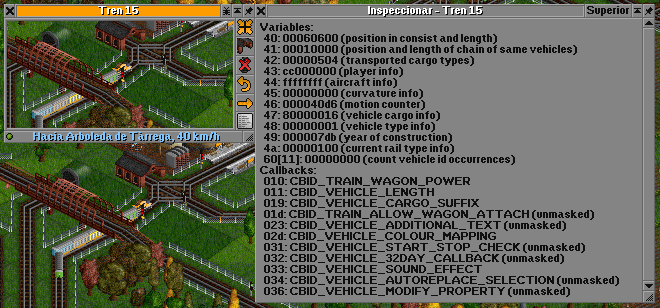 Tren 15
Hacia Arboleda de Tàrrega, 40 km/h
Inspeccionar - Tren 15
Superior
Variables:
40: 00060600 (position in consist and length)
41: 00010000 (position and length of chain of same vehicles)
42: 00000504 (transported cargo types)
43: cc000000 (player info)
44: ffffffff (aircraft info)
45: 00000000 (curvature info)
46: 000040d6 (motion counter)
47: 80000016 (vehicle cargo info)
48: 00000001 (vehicle type info)
49: 000007db (year of construction)
4a: 00000100 (current rail type info)
60[11]: 00000000 (count vehicle id occurrences)
Callbacks:
010: CBID_TRAIN_WAGON_POWER
011: CBID_VEHICLE_LENGTH
019: CBID_VEHICLE_CARGO_SUFFIX
01d: CBID_TRAIN_ALLOW_WAGON_ATTACH (unmasked)
023: CBID_VEHICLE_ADDITIONAL_TEXT (unmasked)
02d: CBID_VEHICLE_COLOUR_MAPPING
031: CBID_VEHICLE_START_STOP_CHECK (unmasked)
032: CBID_VEHICLE_32DAY_CALLBACK (unmasked)
033: CBID_VEHICLE_SOUND_EFFECT
034: CBID_VEHICLE_AUTOREPLACE_SELECTION (unmasked)
036: CBID_VEHICLE_MODIFY_PROPERTY (unmasked)